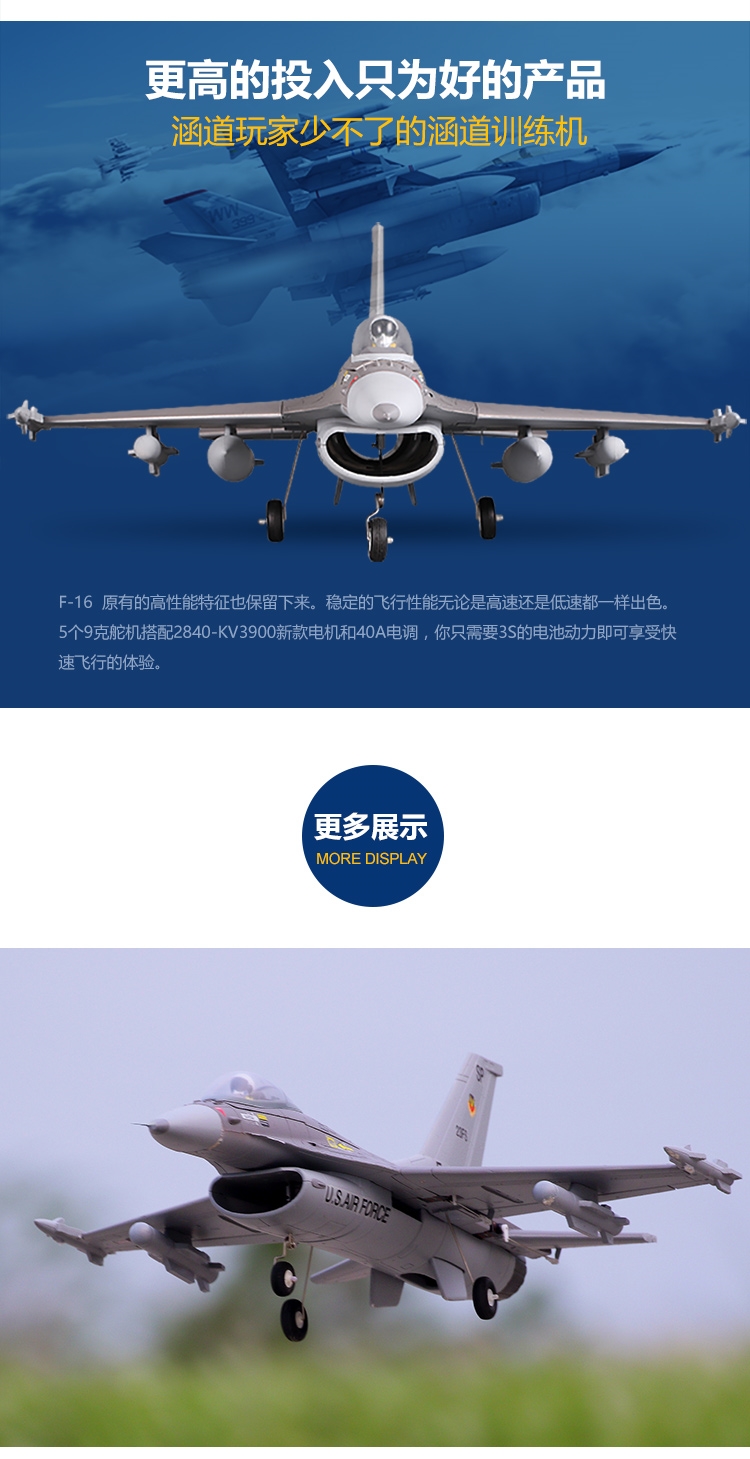 更高的投入只为好的产品
涵道玩家少不了的涵道训练机
WW
F-16 原有的高性能特征也保留下来。稳定的飞行性能无论是高速还是低速都一样出色。
5个9克舵机搭配2840-KV3900新款电机和40A电调，你只需要3S的电池动力即可享受快
速飞行的体验。
更多展示
MORE DISPLAY
SP
U.S.AIR FORCE